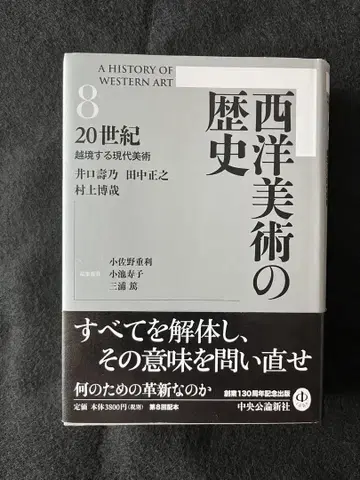 A HISTORY OF
WESTERN ART
西洋美術の
歴史
8
20世紀
越境する現代美術
井口壽乃 田中正之
村上博哉
小佐野重利
小池寿子
三浦 篤
すべてを解体し、
その意味を問い直せ
何のための革新なのか
創業130周年記念出版
定価 本体3800円(税別) 第8回配本
中央公論新社